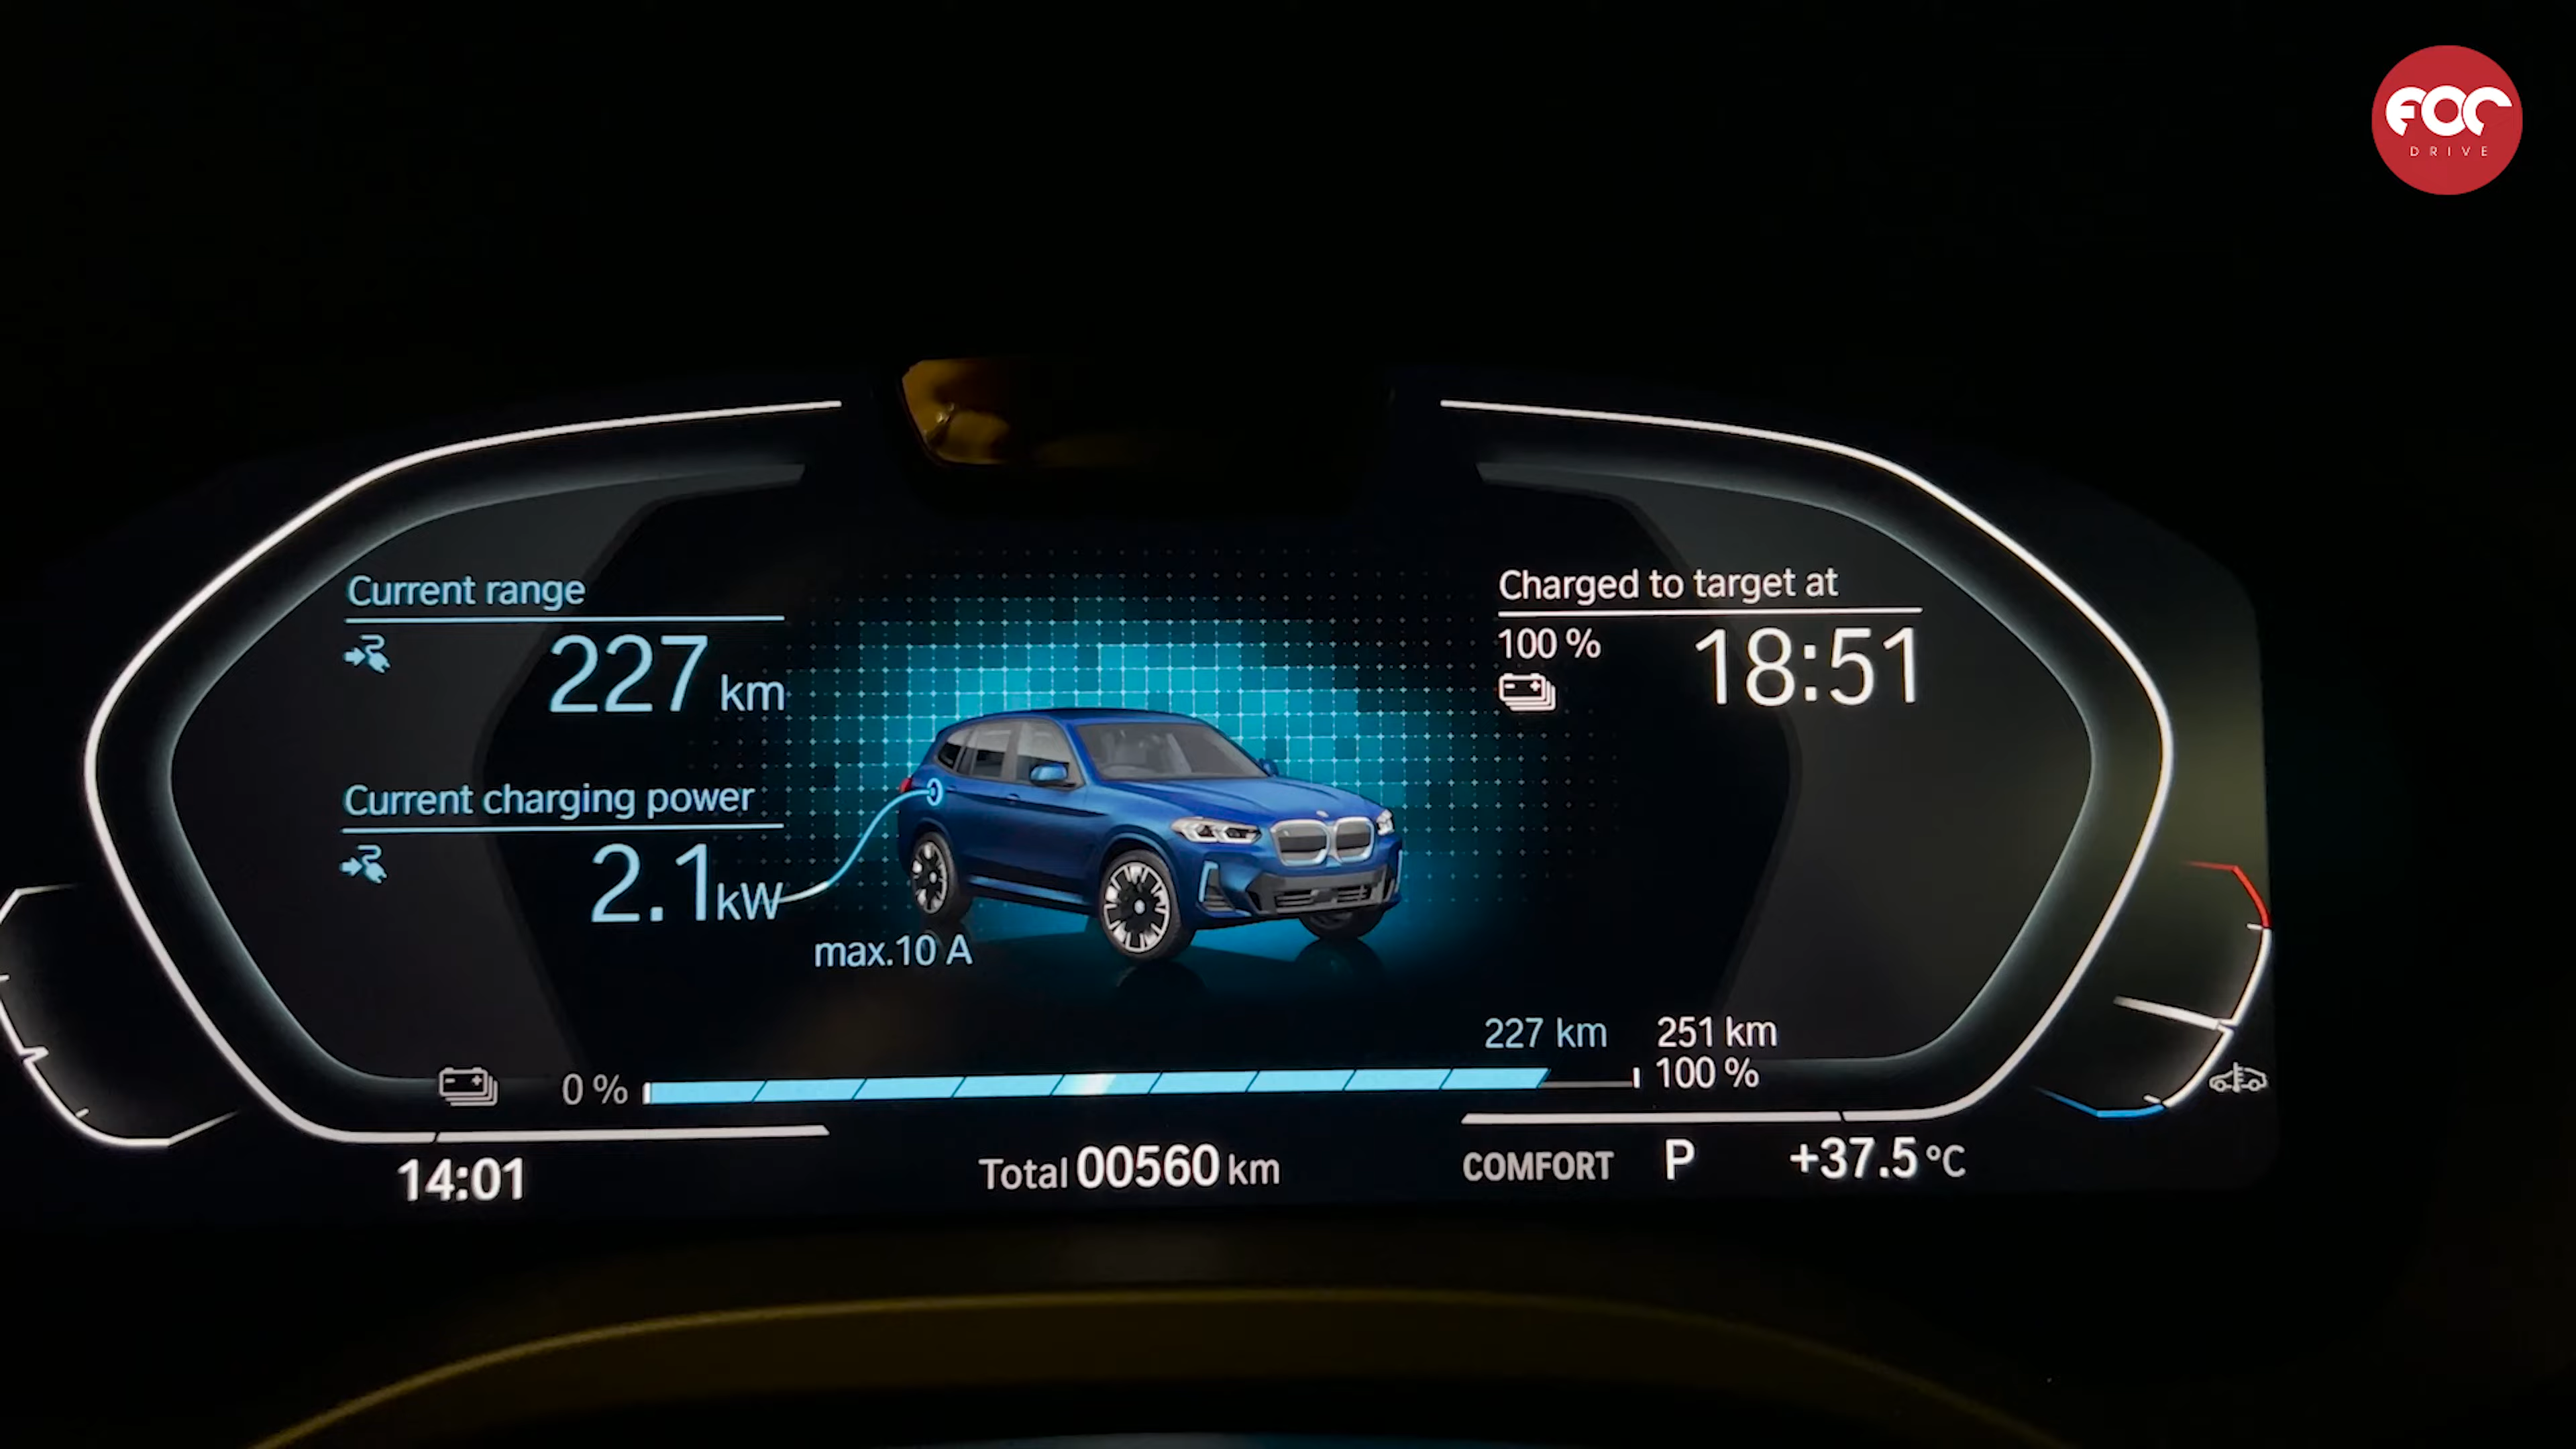 FOC
DRIVE
Current range
227 km
Charged to target at
100 %
18:51
Current charging power
2.1 kW
max.10 A
227 km
251 km
0 %
100 %
14:01
Total 00560 km
COMFORT
P
+37.5 °C